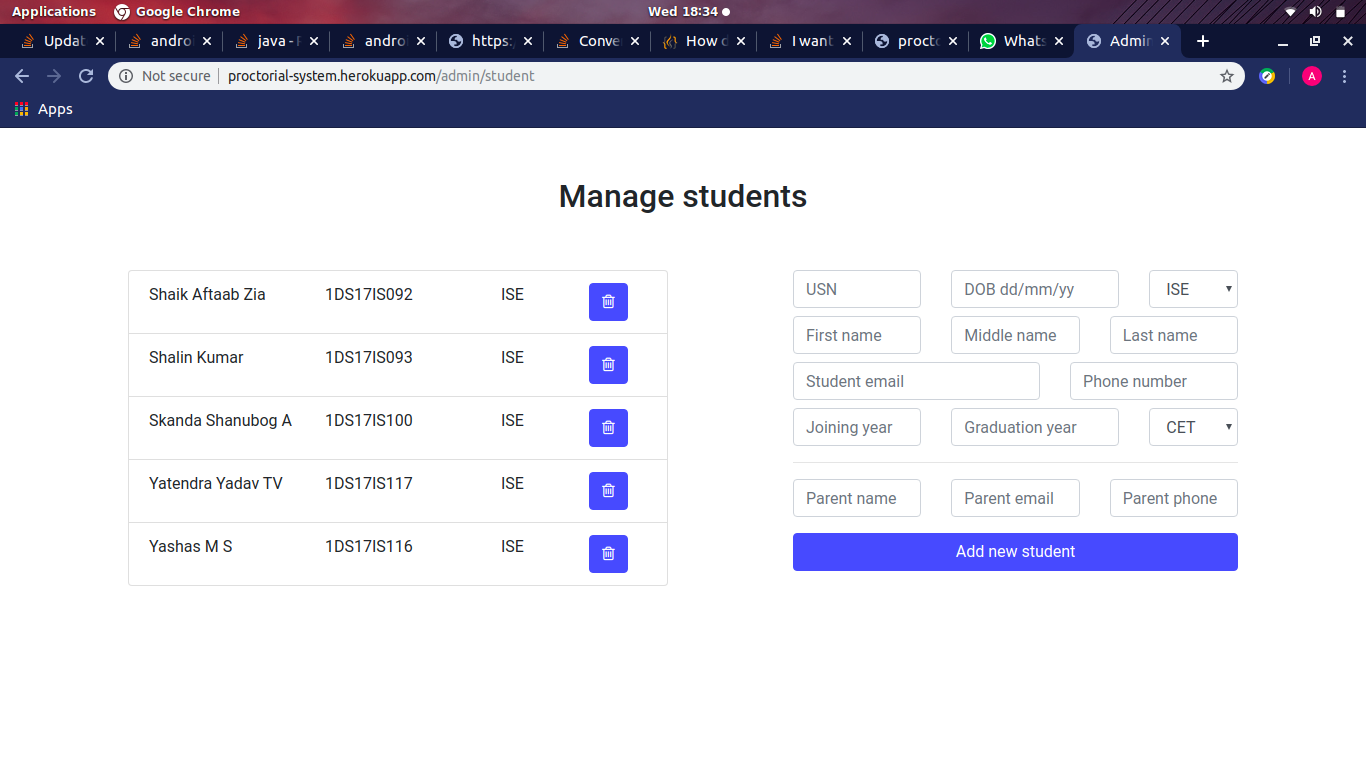 Applications Google Chrome Wed 18:34
Updat andro java - F andro https: Conve How d I want procto Whats Admin
Not secure proctorial-system.herokuapp.com/admin/student
A
Apps
Manage students
Shaik Aftaab Zia 1DS17IS092 ISE
Shalin Kumar 1DS17IS093 ISE
Skanda Shanubog A 1DS17IS100 ISE
Yatendra Yadav TV 1DS17IS117 ISE
Yashas M S 1DS17IS116 ISE
USN DOB dd/mm/yy ISE
First name Middle name Last name
Student email Phone number
Joining year Graduation year CET
Parent name Parent email Parent phone
Add new student